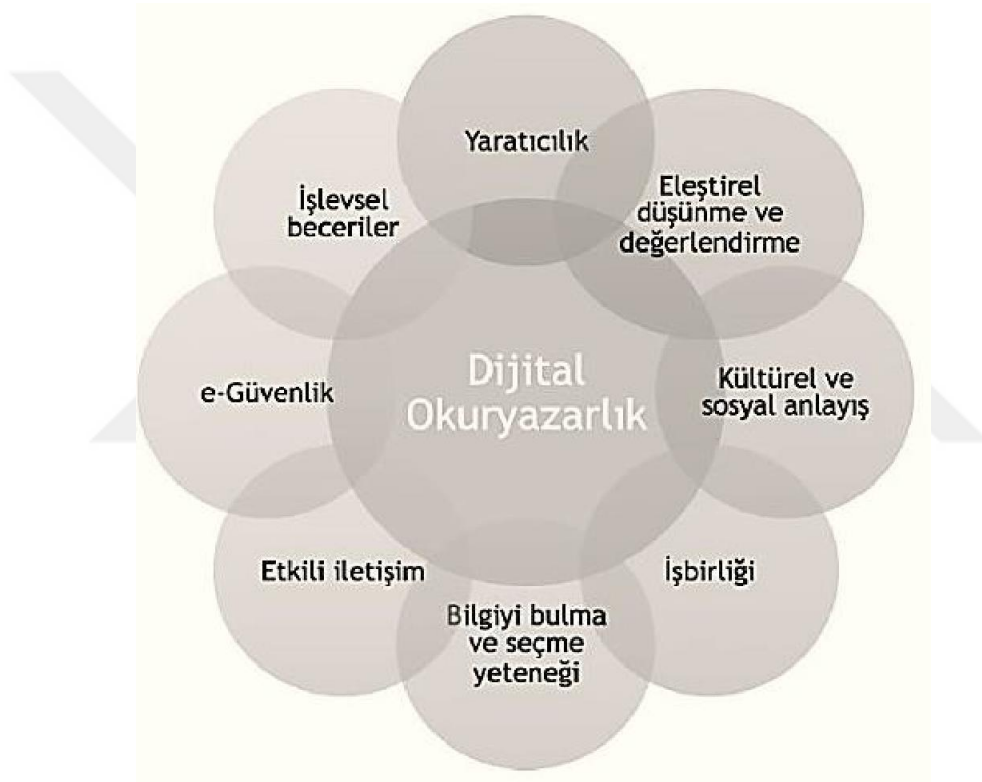 Yaratıcılık
Eleştirel
düşünme ve
değerlendirme
Kültürel ve
sosyal anlayış
İşbirliği
Bilgiyi bulma
ve seçme
yeteneği
Etkili iletişim
e-Güvenlik
İşlevsel
beceriler
Dijital
Okuryazarlık